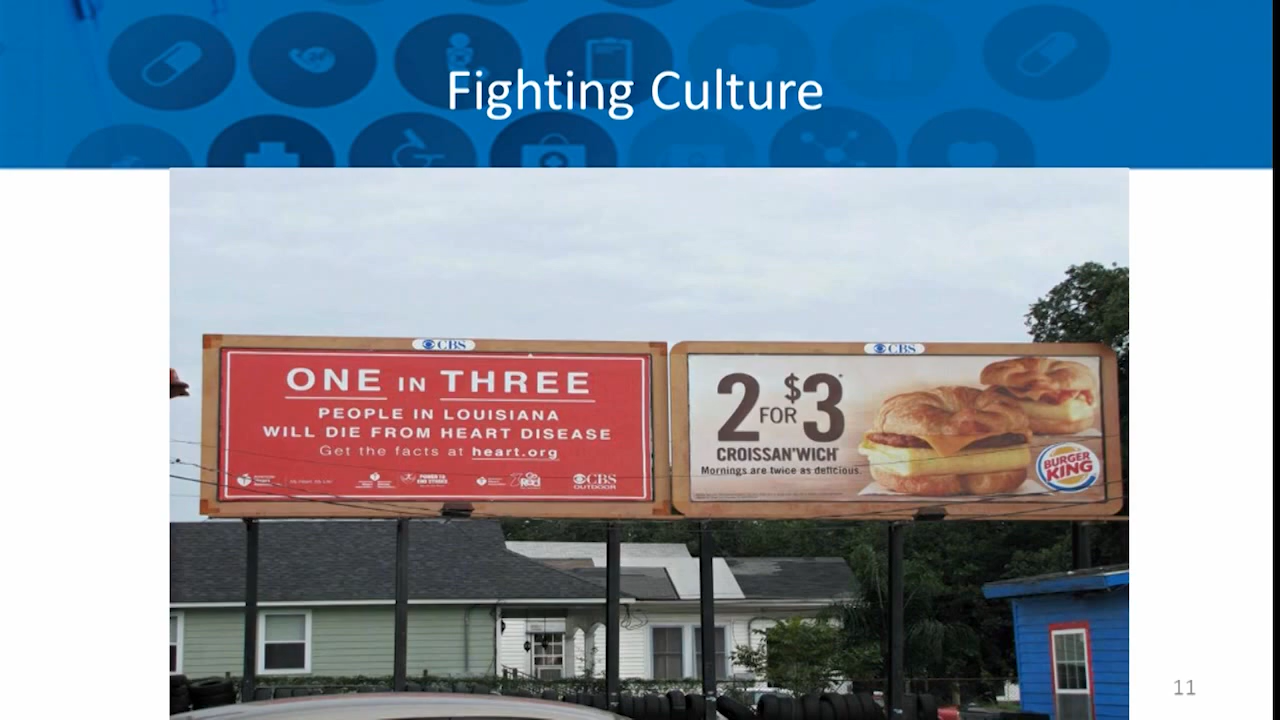 Fighting Culture
CBS
ONE IN THREE
PEOPLE IN LOUISIANA
WILL DIE FROM HEART DISEASE
Get the facts at heart.org
CBS
OUTDOOR
CBS
2 FOR $3*
CROISSAN'WICH
Mornings are twice as delicious.
BURGER
KING
11